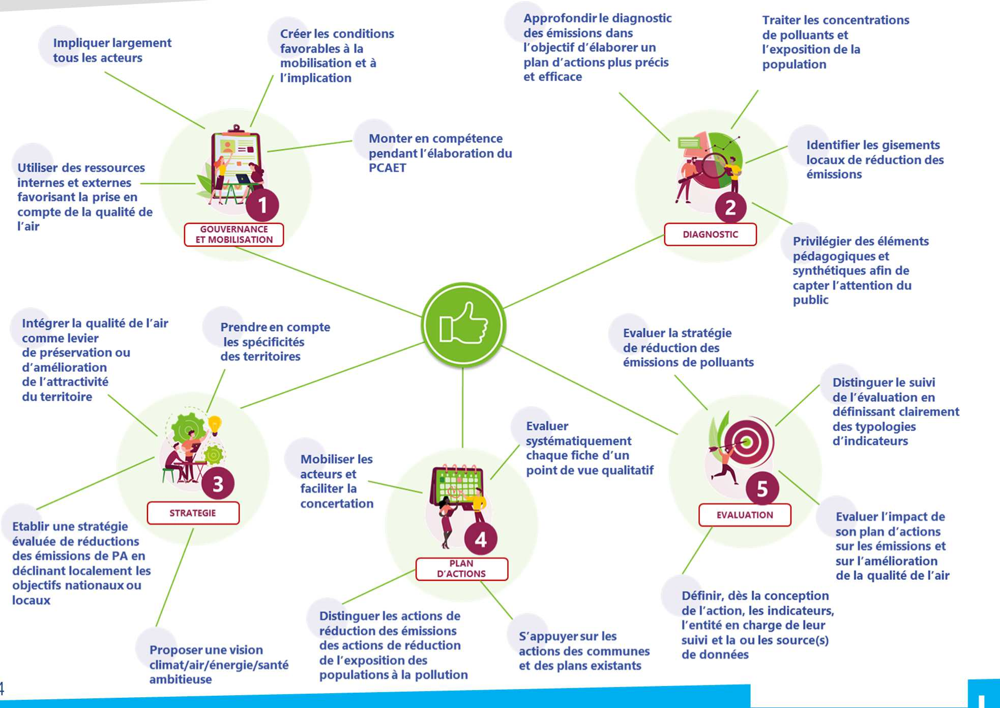 Impliquer largement
tous les acteurs
Créer les conditions
favorables à la
mobilisation et à
l’implication
Monter en compétence
pendant l’élaboration du
PCAET
Utiliser des ressources
internes et externes
favorisant la prise en
compte de la qualité de
l’air
1
GOUVERNANCE
ET MOBILISATION
Approfondir le diagnostic
des émissions dans
l’objectif d’élaborer un
plan d’actions plus précis
et efficace
Traiter les concentrations
de polluants et
l’exposition de la
population
Identifier les gisements
locaux de réduction des
émissions
Privilégier des éléments
pédagogiques et
synthétiques afin de
capter l’attention du
public
2
DIAGNOSTIC
Intégrer la qualité de l’air
comme levier
de préservation ou
d’amélioration
de l’attractivité
du territoire
Prendre en compte
les spécificités
des territoires
3
STRATEGIE
Etablir une stratégie
évaluée de réductions
des émissions de PA en
déclinant localement les
objectifs nationaux ou
locaux
Proposer une vision
climat/air/énergie/santé
ambitieuse
Mobiliser les
acteurs et
faciliter la
concertation
Evaluer
systématiquement
chaque fiche d’un
point de vue qualitatif
4
PLAN
D’ACTIONS
Distinguer les actions de
réduction des émissions
des actions de réduction
de l’exposition des
populations à la pollution
S’appuyer sur les
actions des communes
et des plans existants
Evaluer la stratégie
de réduction des
émissions de polluants
Distinguer le suivi
de l’évaluation en
définissant clairement
des typologies
d’indicateurs
5
EVALUATION
Evaluer l’impact de
son plan d’actions
sur les émissions et
sur l’amélioration
de la qualité de l’air
Définir, dès la conception
de l’action, les indicateurs,
l’entité en charge de leur
suivi et la ou les source(s)
de données
4